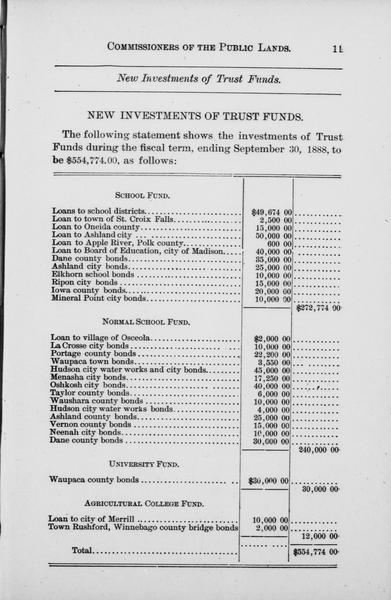 COMMISSIONERS OF THE PUBLIC LANDS. 11
New Investments of Trust Funds.
NEW INVESTMENTS OF TRUST FUNDS.
The following statement shows the investments of Trust
Funds during the fiscal term, ending September 30, 1888, to
be $554,774.00, as follows:
SCHOOL FUND.
Loans to school districts $49,674 00
Loan to town of St. Croix Falls 2,500 00
Loan to Oneida county 15,000 00
Loan to Ashland city 50,000 00
Loan to Apple River, Polk county 600 00
Loan to Board of Education, city of Madison 40,000 00
Dane county bonds 35,000 00
Ashland city bonds 25,000 00
Elkhorn school bonds 10,000 00
Ripon city bonds 15,000 00
Iowa county bonds 20,000 00
Mineral Point city bonds 10,000 00
$272,774 00
NORMAL SCHOOL FUND.
Loan to village of Osceola $2,000 00
La Crosse city bonds 10,000 00
Portage county bonds 22,200 00
Waupaca town bonds 3,550 00
Hudson city water works and city bonds 45,000 00
Menasha city bonds 17,250 00
Oshkosh city bonds 40,000 00
Taylor county bonds 6,000 00
Waushara county bonds 10,000 00
Hudson city water works bonds 4,000 00
Ashland county bonds 25,000 00
Vernon county bonds 15,000 00
Neenah city bonds 10,000 00
Dane county bonds 30,000 00
240,000 00
UNIVERSITY FUND.
Waupaca county bonds $30,000 00
30,000 00
AGRICULTURAL COLLEGE FUND.
Loan to city of Merrill 10,000 00
Town Rushford, Winnebago county bridge bonds 2,000 00
12,000 00
Total $554,774 00